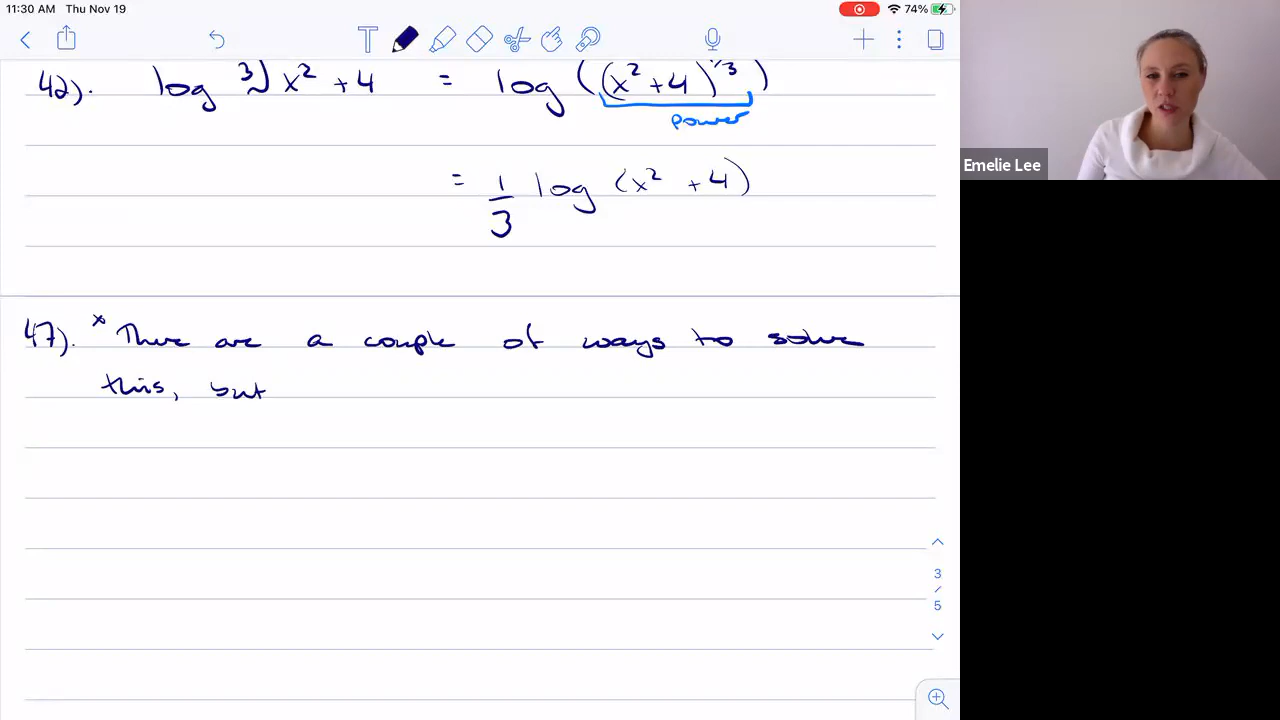 11:30 AM Thu Nov 19
74%
42). log ³√x² + 4 = log ((x² + 4)^1/3)
power
= 1/3 log (x² + 4)
47). * There are a couple of ways to solve
this, but
3
/
5
Emelie Lee